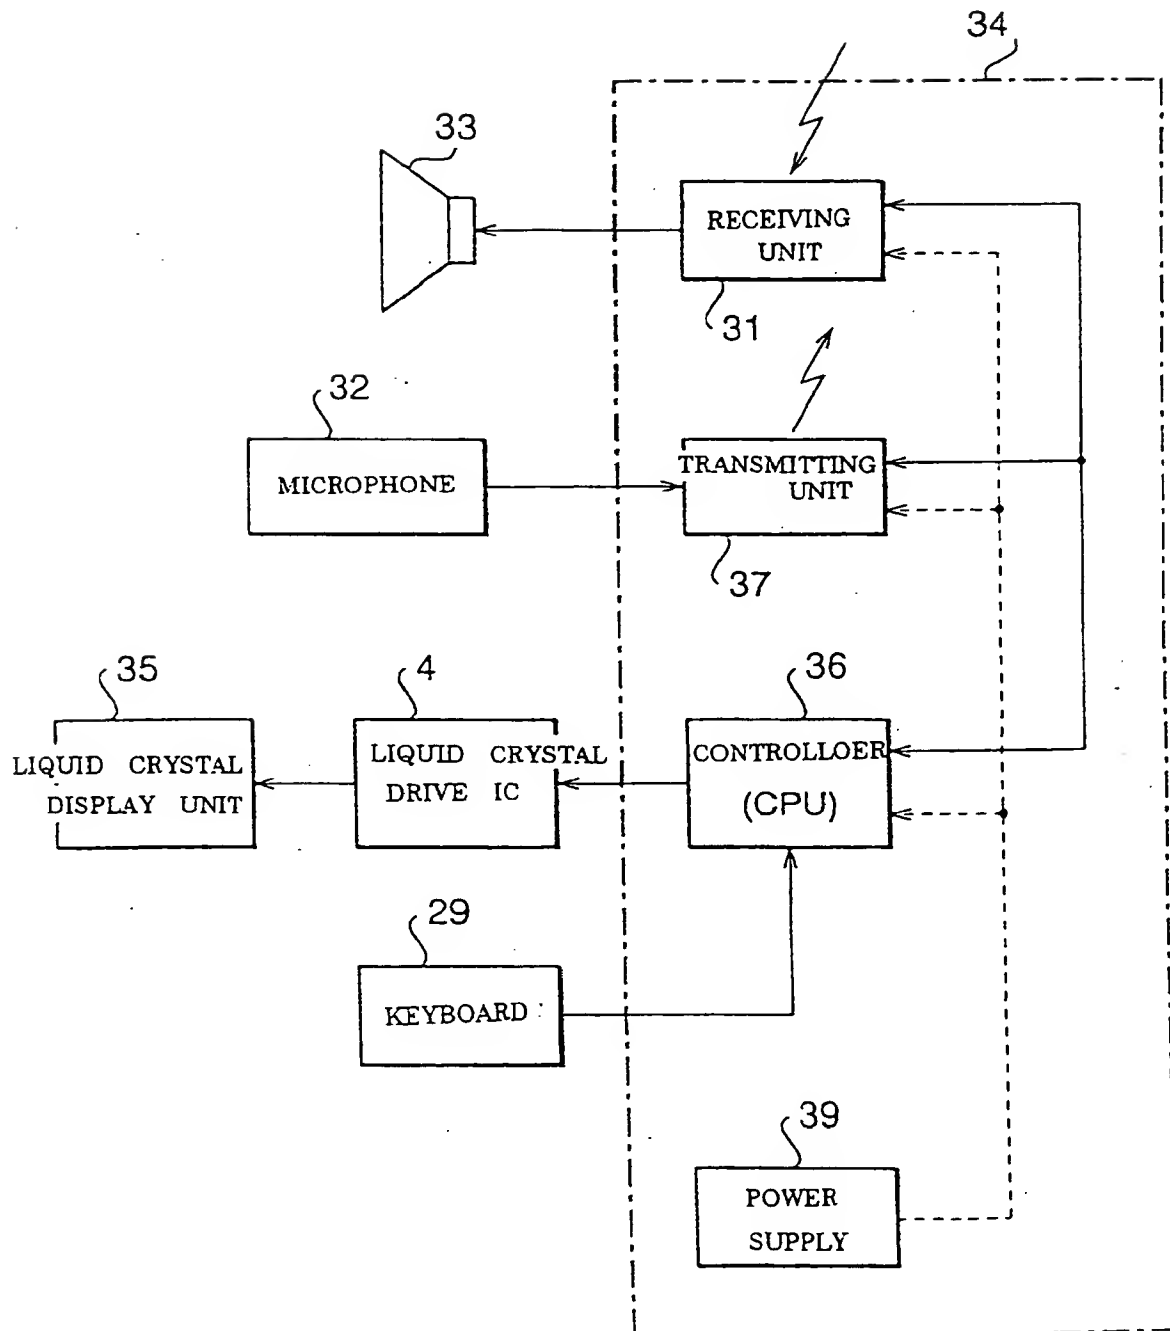 34
33
RECEIVING
UNIT
31
32
MICROPHONE
TRANSMITTING
UNIT
37
35
4
36
LIQUID CRYSTAL
DISPLAY UNIT
LIQUID CRYSTAL
DRIVE IC
CONTROLLOER
(CPU)
29
KEYBOARD
39
POWER
SUPPLY